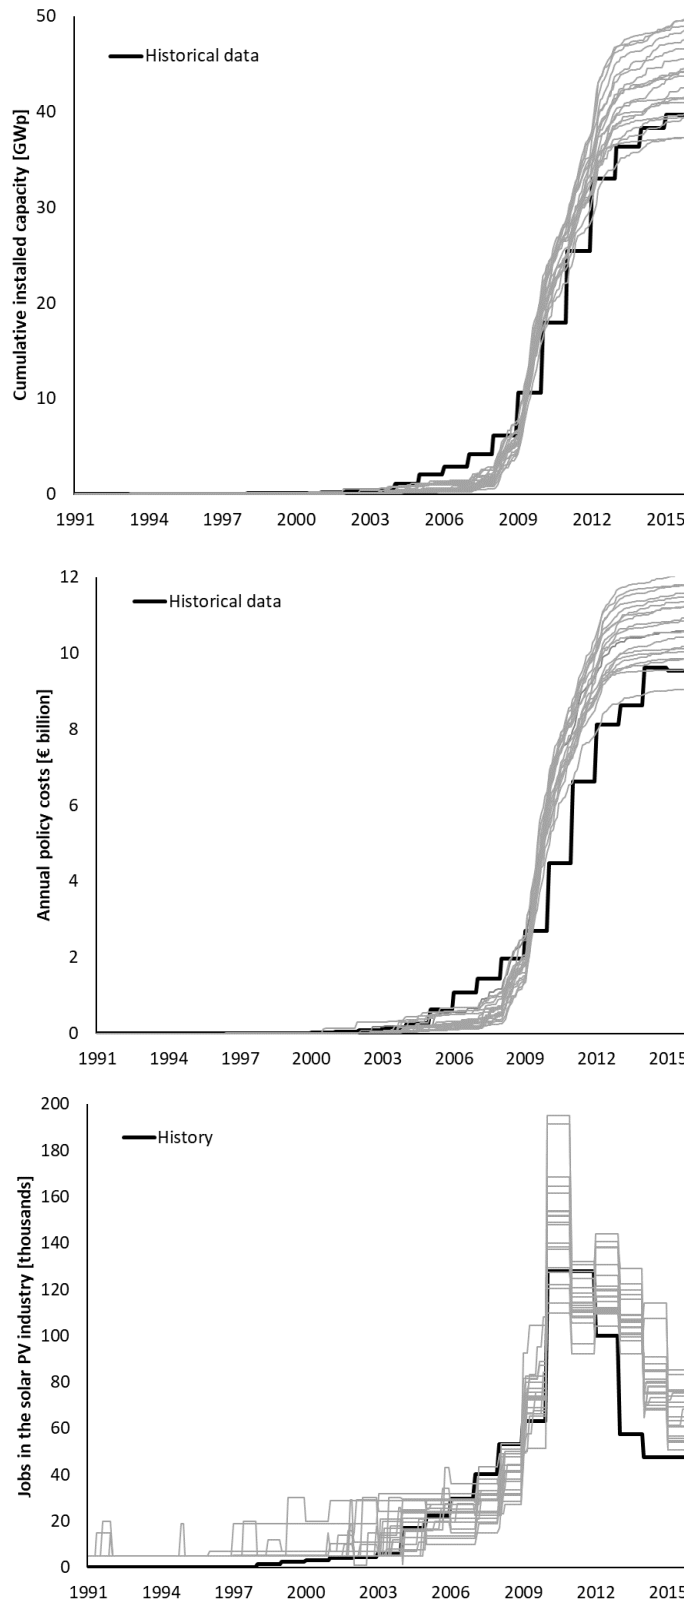 Cumulative installed capacity [GWp]
50
40
30
20
10
0
Historical data
1991 1994 1997 2000 2003 2006 2009 2012 2015
Annual policy costs [€ billion]
12
10
8
6
4
2
0
Historical data
1991 1994 1997 2000 2003 2006 2009 2012 2015
Jobs in the solar PV industry [thousands]
200
180
160
140
120
100
80
60
40
20
0
History
1991 1994 1997 2000 2003 2006 2009 2012 2015